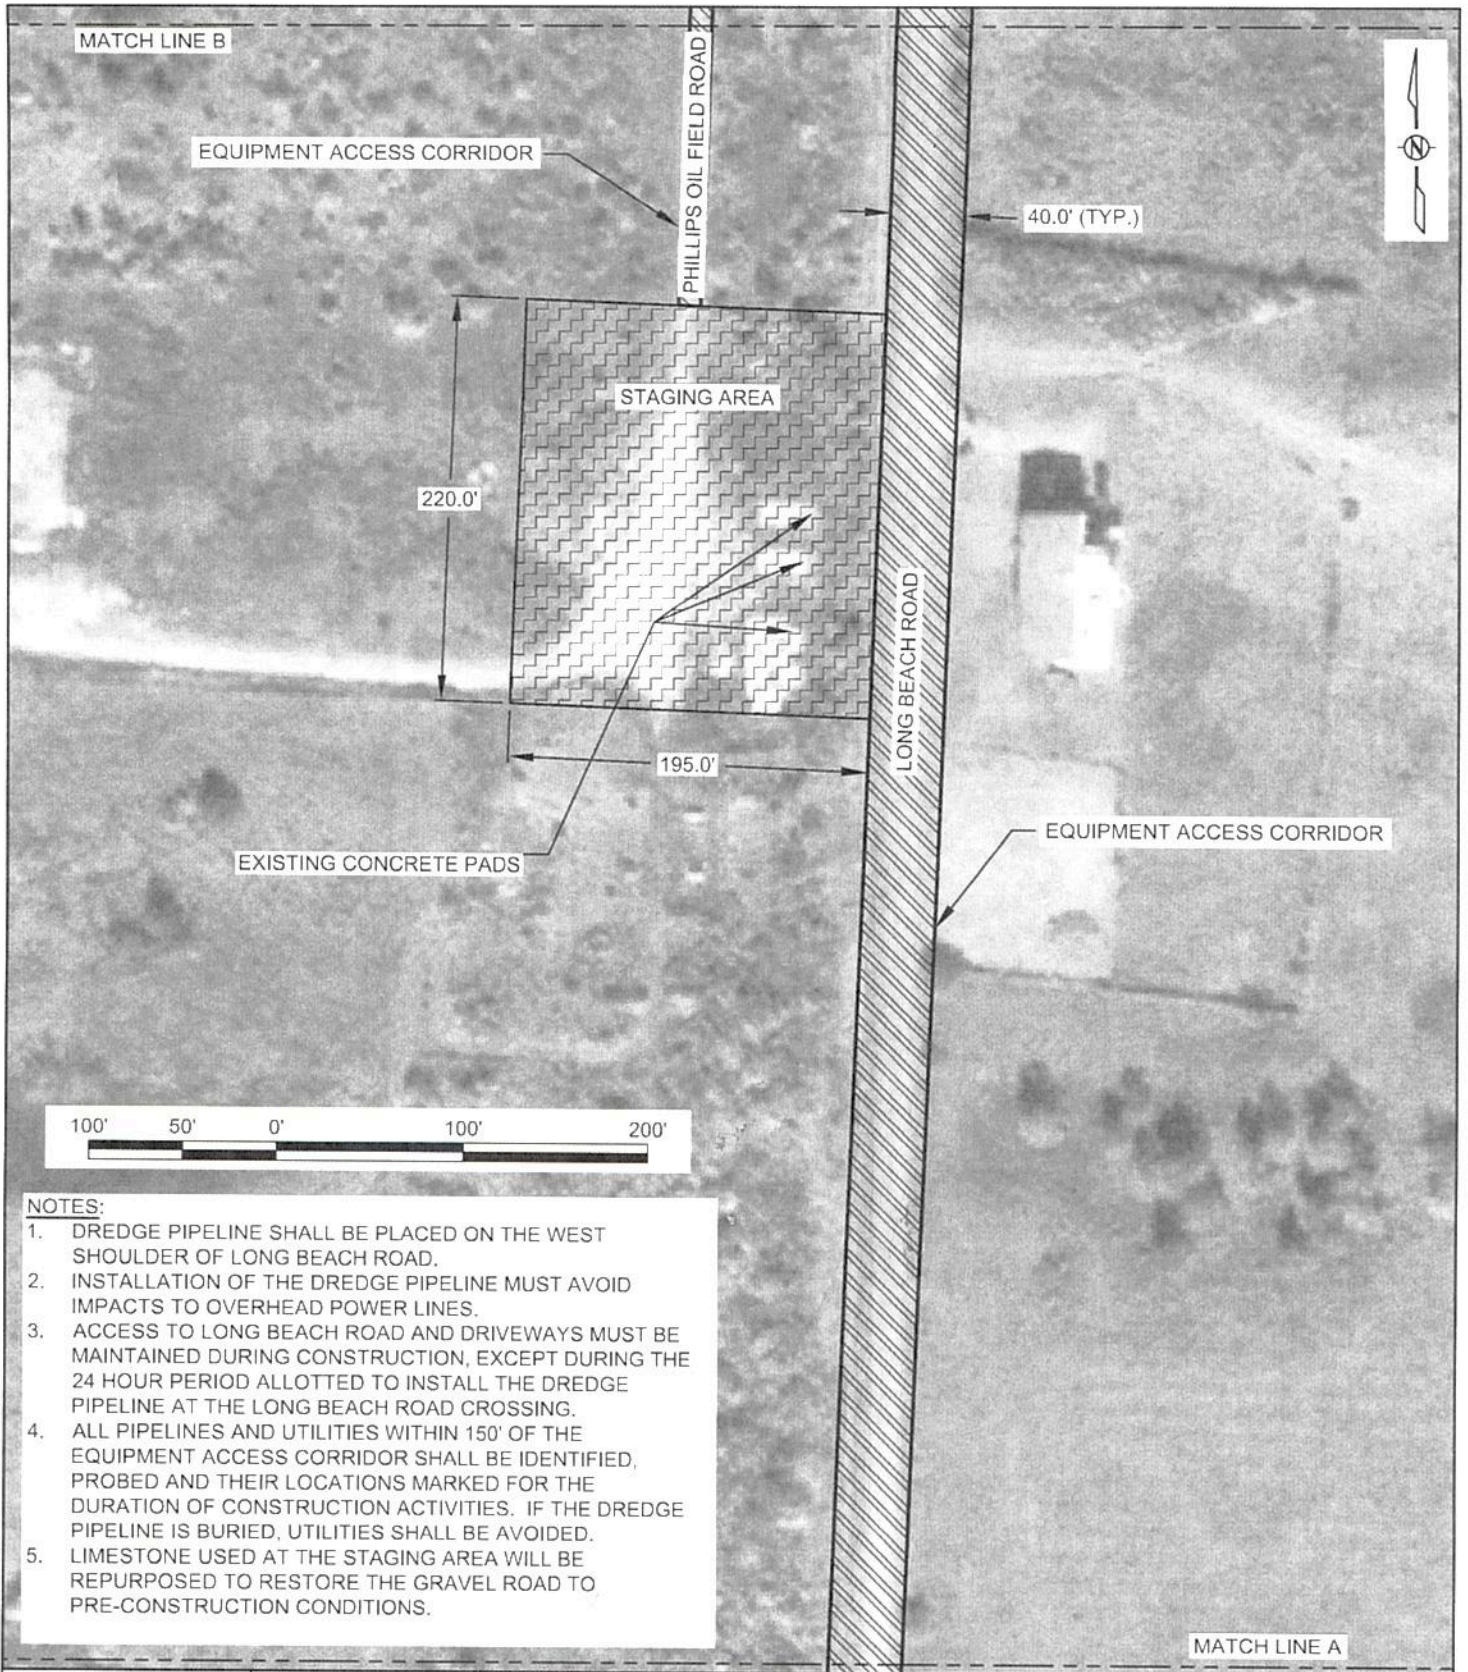 MATCH LINE B
PHILLIPS OIL FIELD ROAD
N
EQUIPMENT ACCESS CORRIDOR
40.0' (TYP.)
STAGING AREA
220.0'
LONG BEACH ROAD
195.0'
EQUIPMENT ACCESS CORRIDOR
EXISTING CONCRETE PADS
100' 50' 0' 100' 200'
NOTES:
1. DREDGE PIPELINE SHALL BE PLACED ON THE WEST
SHOULDER OF LONG BEACH ROAD.
2. INSTALLATION OF THE DREDGE PIPELINE MUST AVOID
IMPACTS TO OVERHEAD POWER LINES.
3. ACCESS TO LONG BEACH ROAD AND DRIVEWAYS MUST BE
MAINTAINED DURING CONSTRUCTION, EXCEPT DURING THE
24 HOUR PERIOD ALLOTTED TO INSTALL THE DREDGE
PIPELINE AT THE LONG BEACH ROAD CROSSING.
4. ALL PIPELINES AND UTILITIES WITHIN 150' OF THE
EQUIPMENT ACCESS CORRIDOR SHALL BE IDENTIFIED,
PROBED AND THEIR LOCATIONS MARKED FOR THE
DURATION OF CONSTRUCTION ACTIVITIES. IF THE DREDGE
PIPELINE IS BURIED, UTILITIES SHALL BE AVOIDED.
5. LIMESTONE USED AT THE STAGING AREA WILL BE
REPURPOSED TO RESTORE THE GRAVEL ROAD TO
PRE-CONSTRUCTION CONDITIONS.
MATCH LINE A